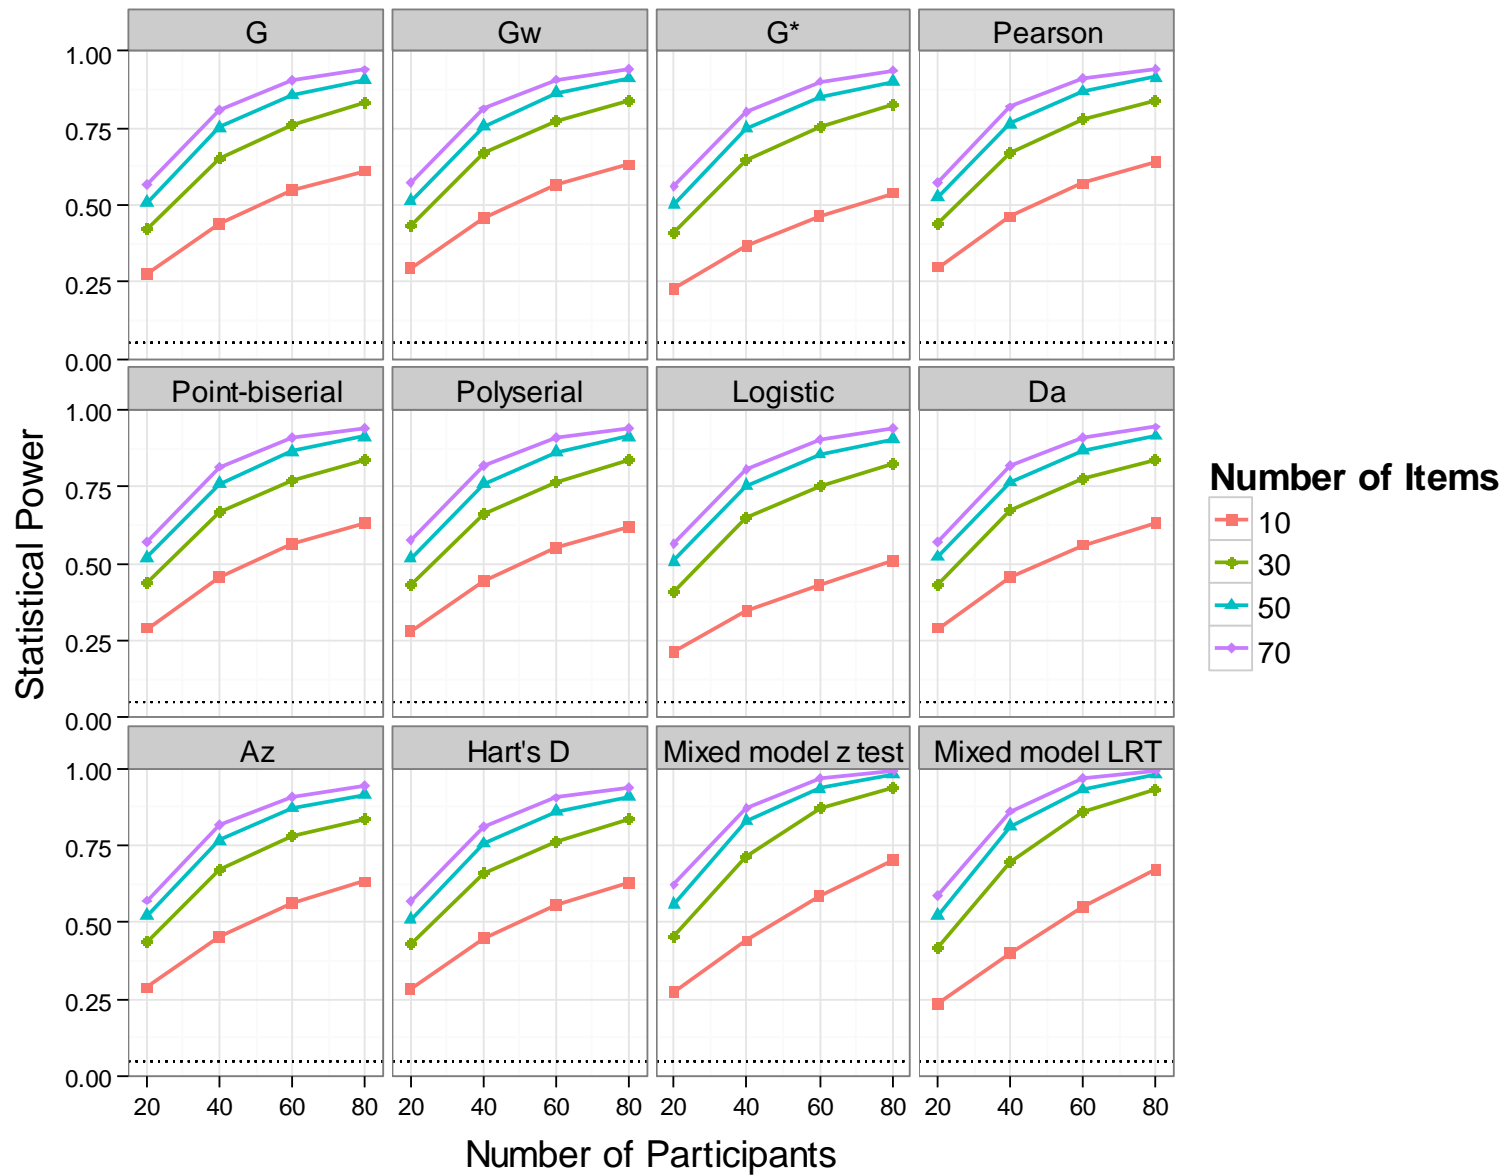 G Gw G* Pearson
1.00
0.75
0.50
0.25
0.00
Point-biserial Polyserial Logistic Da
1.00
0.75
0.50
0.25
0.00
Az Hart's D Mixed model z test Mixed model LRT
1.00
0.75
0.50
0.25
0.00
20 40 60 80 20 40 60 80 20 40 60 80 20 40 60 80
Number of Participants
Statistical Power
Number of Items
10
30
50
70